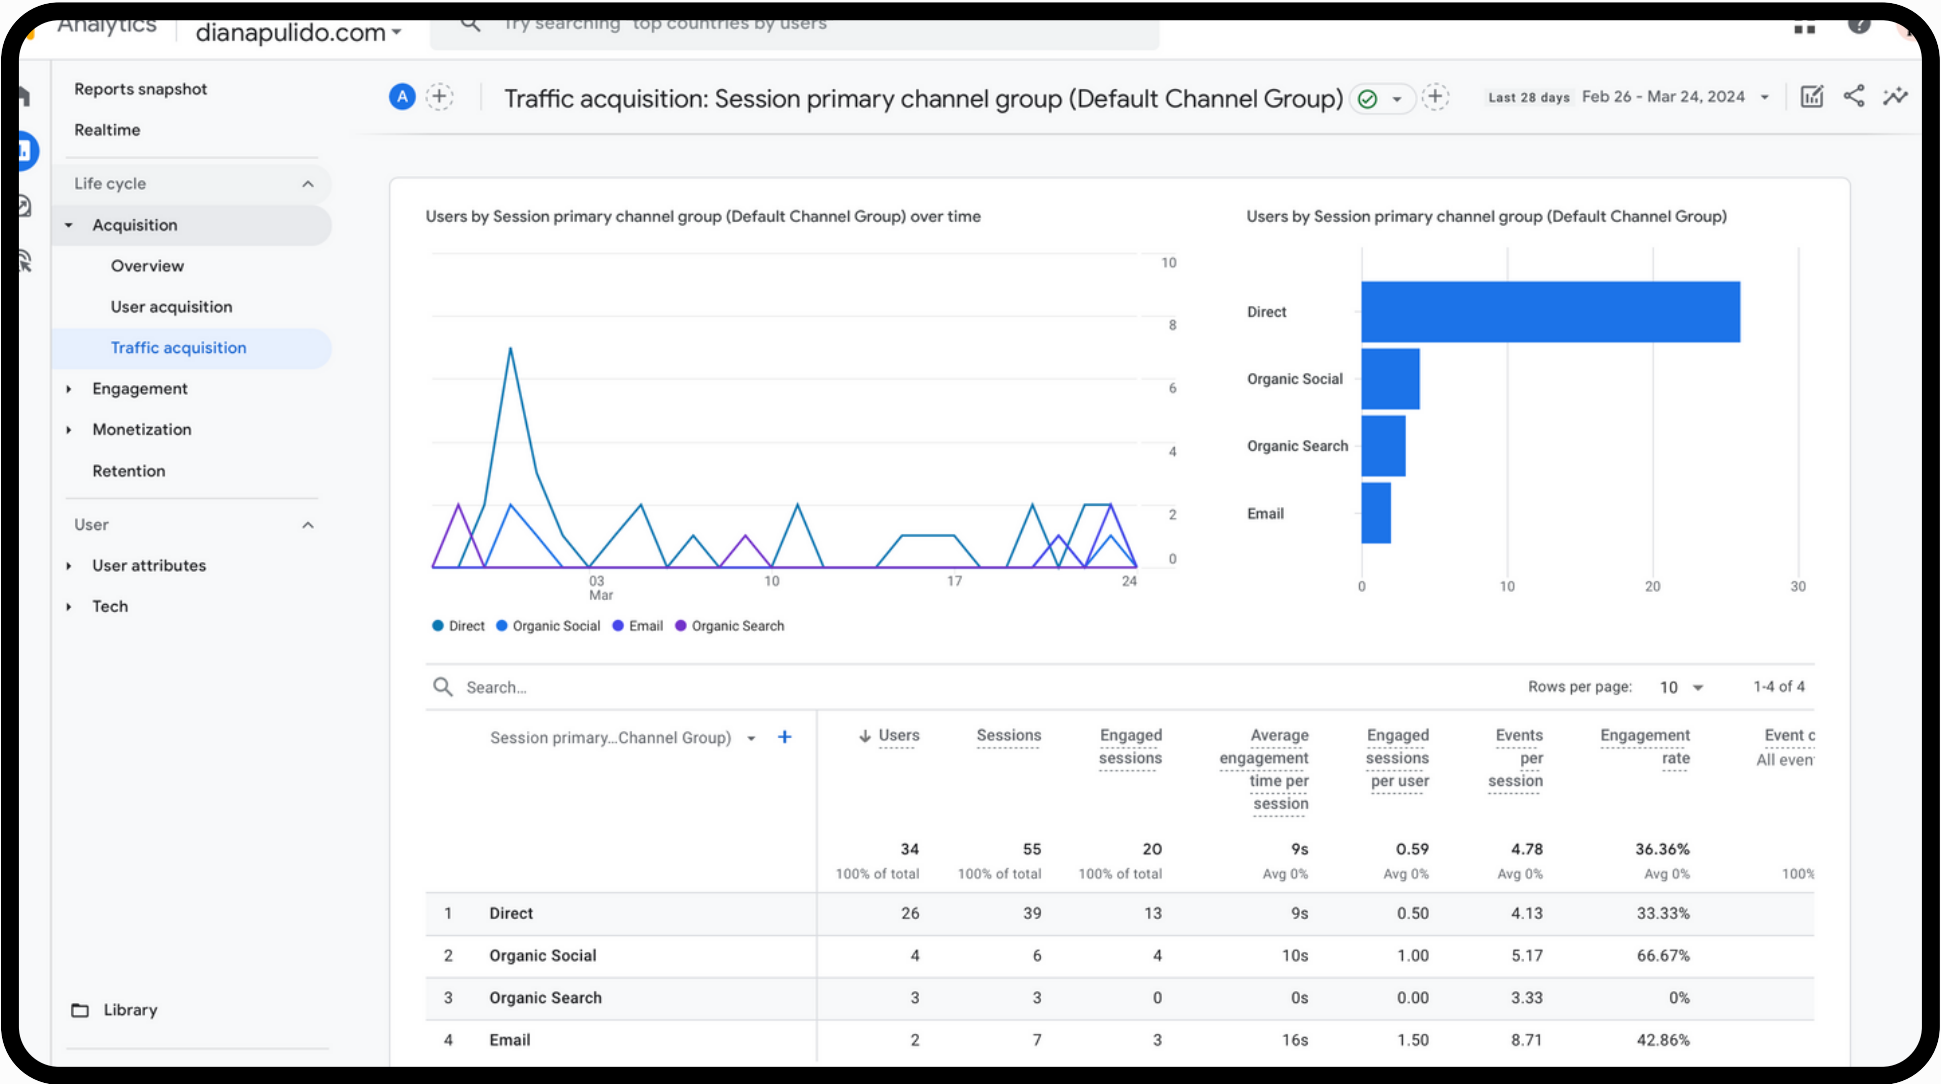 Analytics
dianapulido.com
Try searching "top countries by users"
Reports snapshot
Realtime
Life cycle
Acquisition
Overview
User acquisition
Traffic acquisition
Engagement
Monetization
Retention
User
User attributes
Tech
Library
A
Traffic acquisition: Session primary channel group (Default Channel Group)
Last 28 days Feb 26 - Mar 24, 2024
Users by Session primary channel group (Default Channel Group) over time
10
8
6
4
2
0
03
Mar
10
17
24
Direct Organic Social Email Organic Search
Users by Session primary channel group (Default Channel Group)
Direct
Organic Social
Organic Search
Email
0 10 20 30
Search...
Rows per page: 10 1-4 of 4
Session primary...Channel Group) +
Users
Sessions
Engaged
sessions
Average
engagement
time per
session
Engaged
sessions
per user
Events
per
session
Engagement
rate
Event c
All even
34 55 20 9s 0.59 4.78 36.36%
100% of total 100% of total 100% of total Avg 0% Avg 0% Avg 0% Avg 0% 100%
1 Direct 26 39 13 9s 0.50 4.13 33.33%
2 Organic Social 4 6 4 10s 1.00 5.17 66.67%
3 Organic Search 3 3 0 0s 0.00 3.33 0%
4 Email 2 7 3 16s 1.50 8.71 42.86%